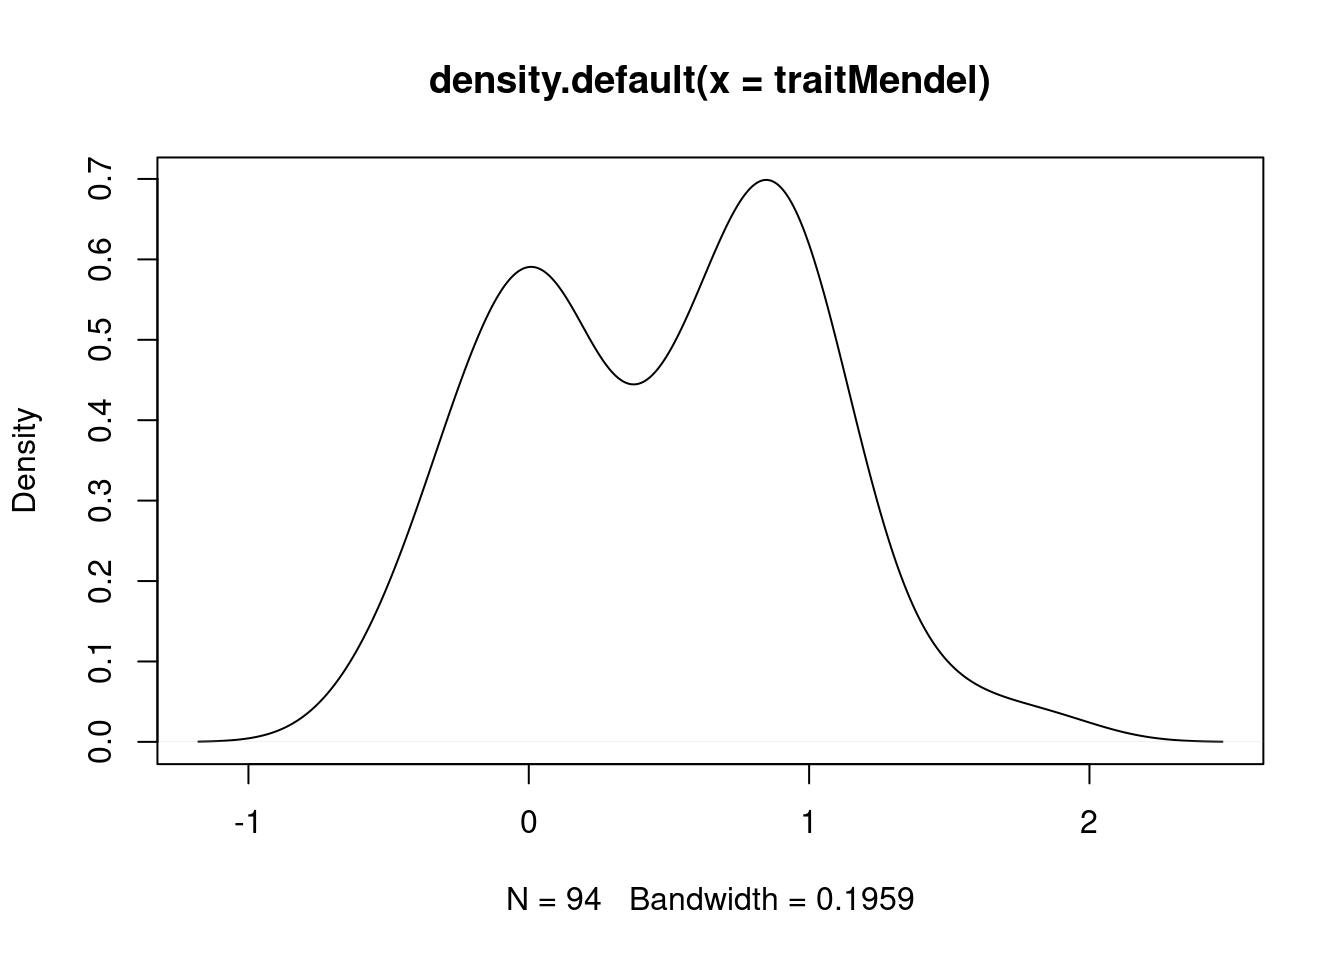 density.default(x = traitMendel)
Density
0.7
0.6
0.5
0.4
0.3
0.2
0.1
0.0
-1 0 1 2
N = 94 Bandwidth = 0.1959